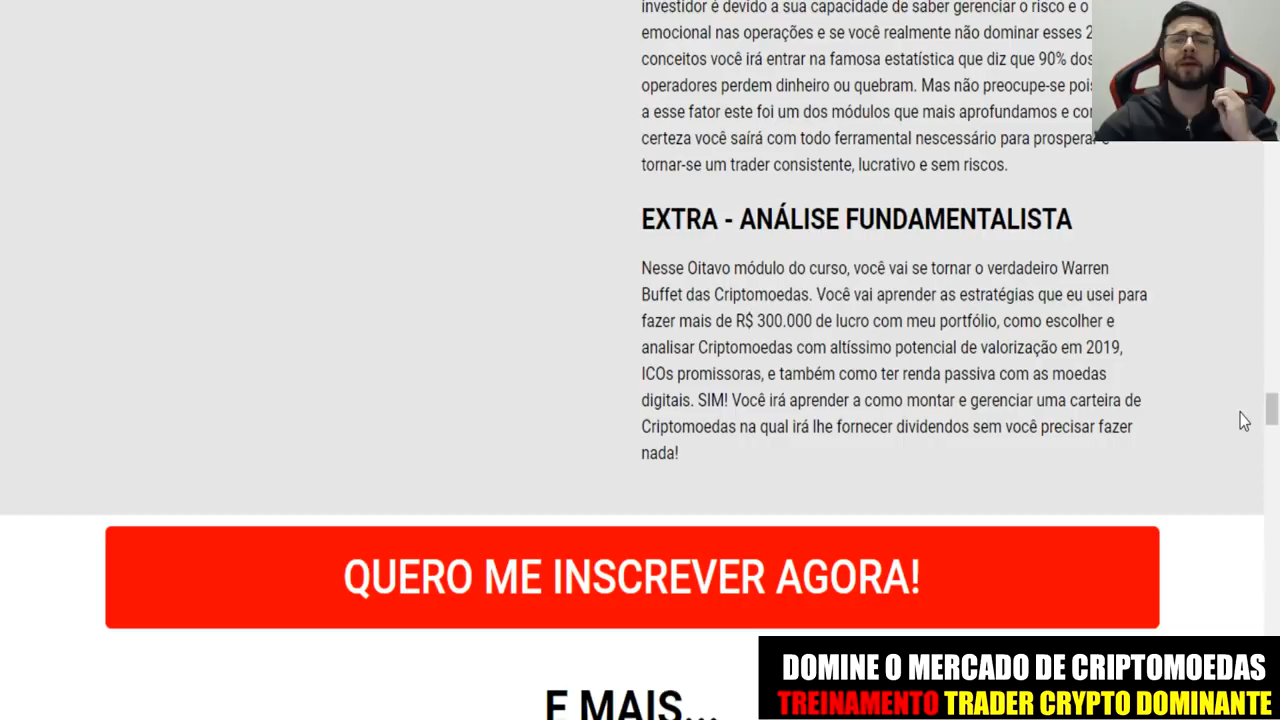 investidor é devido a sua capacidade de saber gerenciar o risco e o
emocional nas operações e se você realmente não dominar esses 2
conceitos você irá entrar na famosa estatística que diz que 90% dos
operadores perdem dinheiro ou quebram. Mas não preocupe-se pois
a esse fator este foi um dos módulos que mais aprofundamos e
certeza você sairá com todo ferramental nescessário para prosperar
tornar-se um trader consistente, lucrativo e sem riscos.
EXTRA - ANÁLISE FUNDAMENTALISTA
Nesse Oitavo módulo do curso, você vai se tornar o verdadeiro Warren
Buffet das Criptomoedas. Você vai aprender as estratégias que eu usei para
fazer mais de R$ 300.000 de lucro com meu portfólio, como escolher e
analisar Criptomoedas com altíssimo potencial de valorização em 2019,
ICOs promissoras, e também como ter renda passiva com as moedas
digitais. SIM! Você irá aprender a como montar e gerenciar uma carteira de
Criptomoedas na qual irá lhe fornecer dividendos sem você precisar fazer
nada!
QUERO ME INSCREVER AGORA!
E MAIS...
DOMINE O MERCADO DE CRIPTOMOEDAS
TREINAMENTO TRADER CRYPTO DOMINANTE